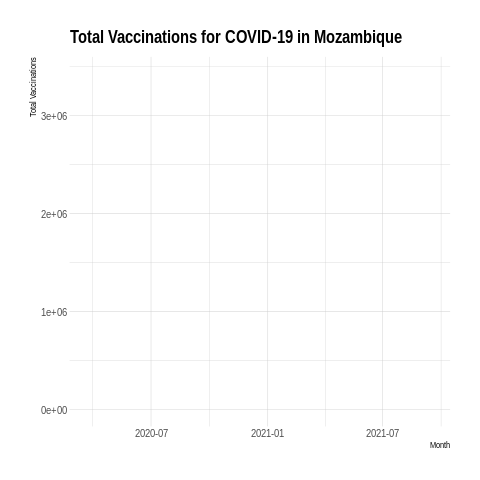 Total Vaccinations for COVID-19 in Mozambique
Total Vaccinations
3e+06
2e+06
1e+06
0e+00
2020-07
2021-01
2021-07
Month